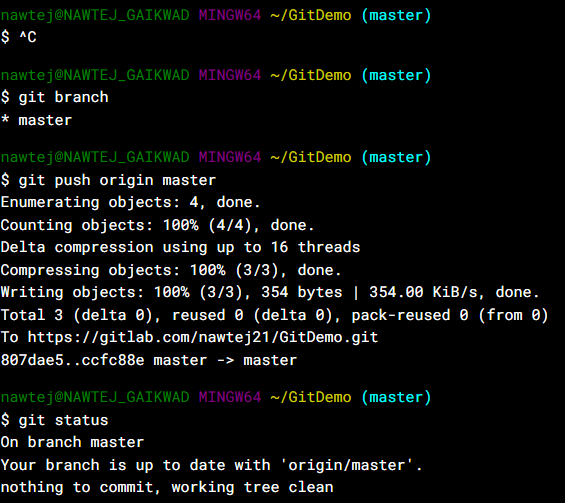 nawtej@NAWTEJ_GAIKWAD MINGW64 ~/GitDemo (master)
$ ^C
nawtej@NAWTEJ_GAIKWAD MINGW64 ~/GitDemo (master)
$ git branch
* master
nawtej@NAWTEJ_GAIKWAD MINGW64 ~/GitDemo (master)
$ git push origin master
Enumerating objects: 4, done.
Counting objects: 100% (4/4), done.
Delta compression using up to 16 threads
Compressing objects: 100% (3/3), done.
Writing objects: 100% (3/3), 354 bytes | 354.00 KiB/s, done.
Total 3 (delta 0), reused 0 (delta 0), pack-reused 0 (from 0)
To https://gitlab.com/nawtej21/GitDemo.git
807dae5..ccfc88e master -> master
nawtej@NAWTEJ_GAIKWAD MINGW64 ~/GitDemo (master)
$ git status
On branch master
Your branch is up to date with 'origin/master'.
nothing to commit, working tree clean